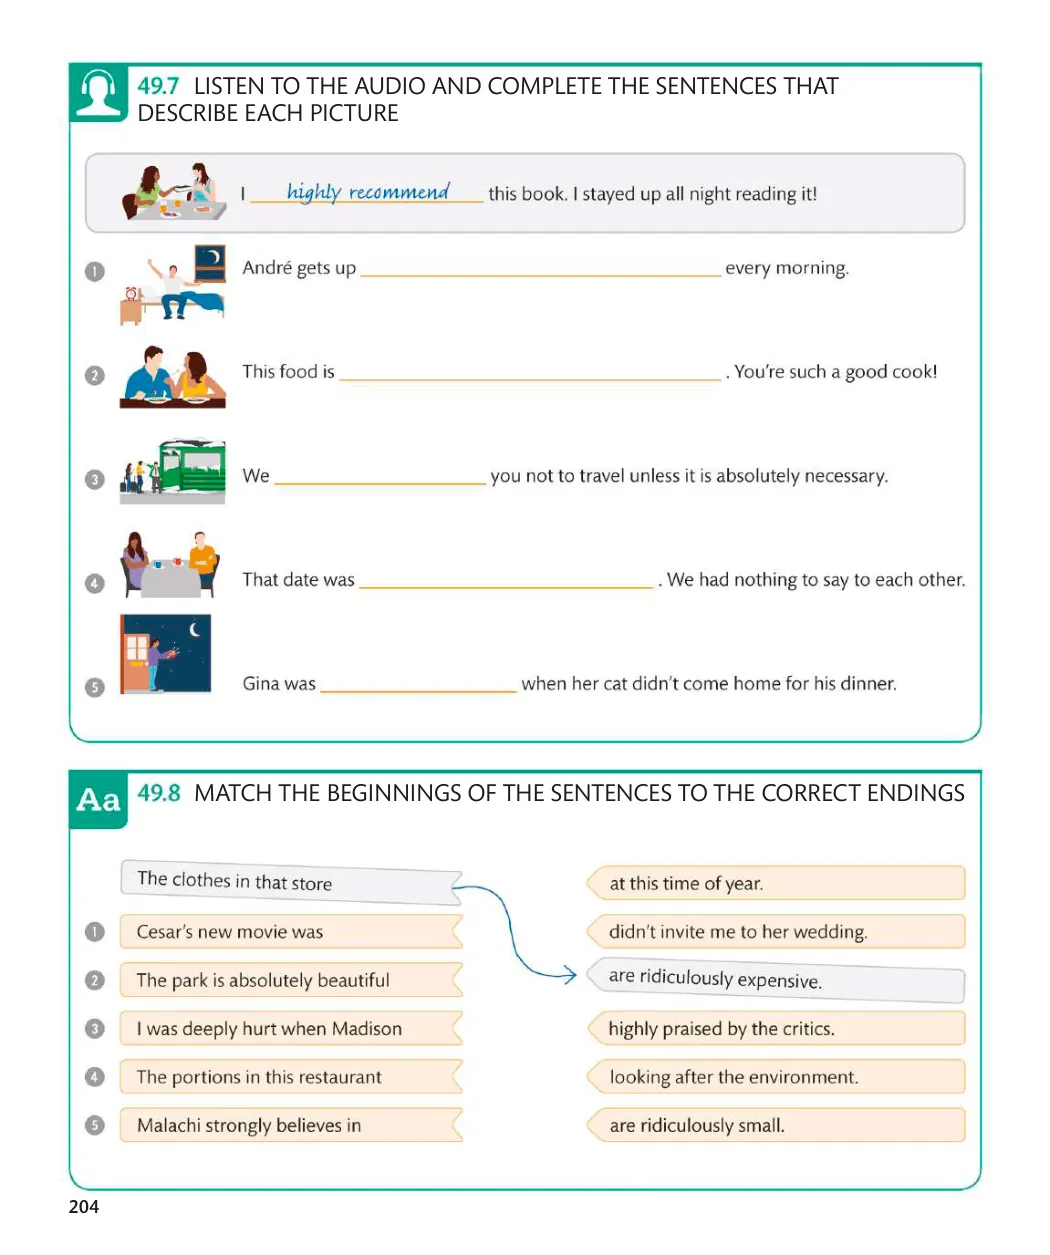 49.7 LISTEN TO THE AUDIO AND COMPLETE THE SENTENCES THAT
DESCRIBE EACH PICTURE
I highly recommend this book. I stayed up all night reading it!
1 André gets up ______ every morning.
2 This food is ______ . You're such a good cook!
3 We ______ you not to travel unless it is absolutely necessary.
4 That date was ______ . We had nothing to say to each other.
5 Gina was ______ when her cat didn't come home for his dinner.
Aa 49.8 MATCH THE BEGINNINGS OF THE SENTENCES TO THE CORRECT ENDINGS
The clothes in that store
at this time of year.
1 Cesar's new movie was
didn't invite me to her wedding.
2 The park is absolutely beautiful
are ridiculously expensive.
3 I was deeply hurt when Madison
highly praised by the critics.
4 The portions in this restaurant
looking after the environment.
5 Malachi strongly believes in
are ridiculously small.
204